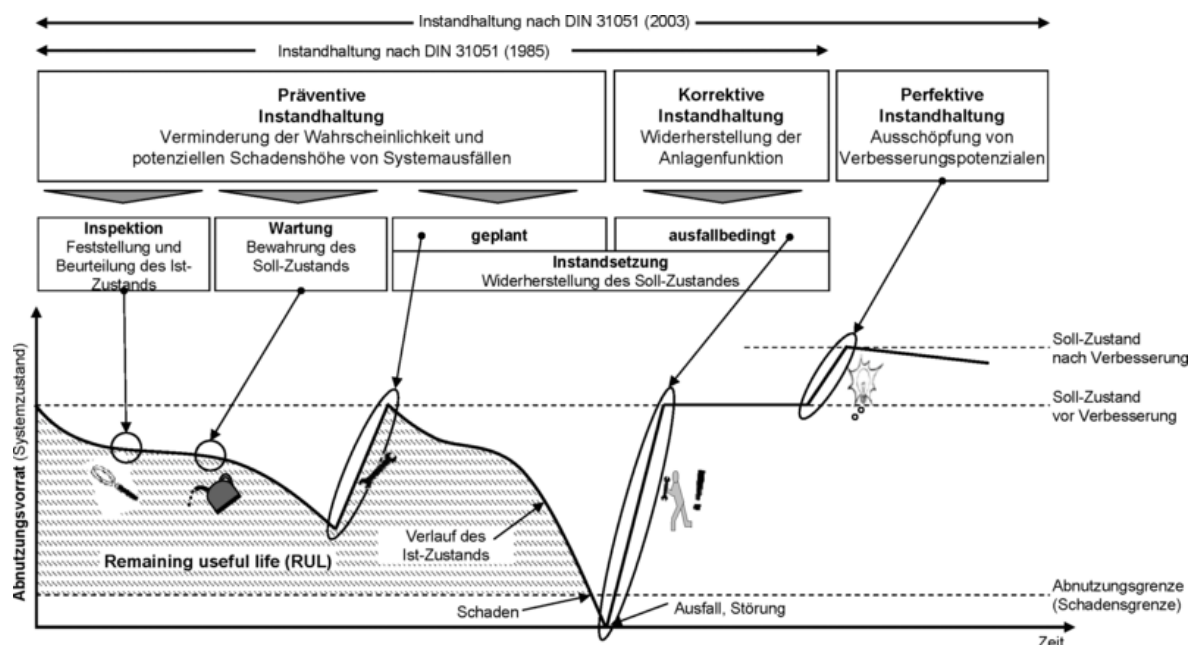 Instandhaltung nach DIN 31051 (2003)
Instandhaltung nach DIN 31051 (1985)
Präventive
Instandhaltung
Verminderung der Wahrscheinlichkeit und
potenziellen Schadenshöhe von Systemausfällen
Korrektive
Instandhaltung
Widerherstellung der
Anlagenfunktion
Perfektive
Instandhaltung
Ausschöpfung von
Verbesserungspotenzialen
Inspektion
Feststellung und
Beurteilung des Ist-
Zustands
Wartung
Bewahrung des
Soll-Zustands
geplant
ausfallbedingt
Instandsetzung
Widerherstellung des Soll-Zustandes
Abnutzungsvorrat (Systemzustand)
Soll-Zustand
nach Verbesserung
Soll-Zustand
vor Verbesserung
Verlauf des
Ist-Zustands
Remaining useful life (RUL)
Schaden
Ausfall, Störung
Abnutzungsgrenze
(Schadensgrenze)
Zeit